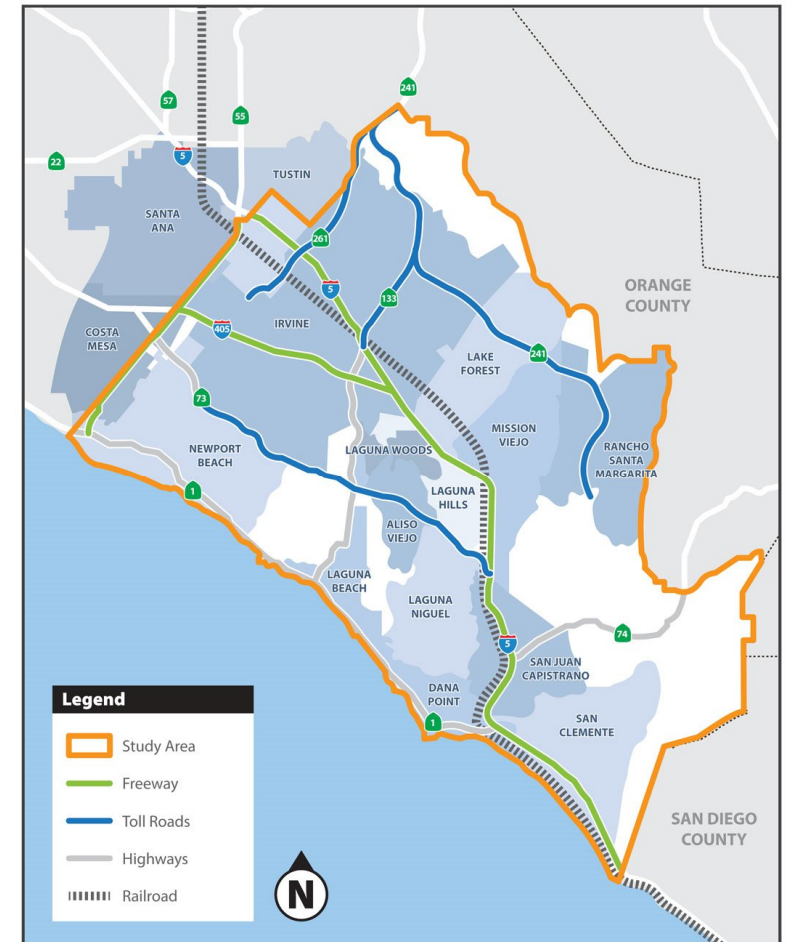 241
57
55
22
5
TUSTIN
SANTA
ANA
261
ORANGE
COUNTY
5
133
IRVINE
405
COSTA
MESA
LAKE
FOREST
241
73
MISSION
VIEJO
NEWPORT
BEACH
LAGUNA WOODS
RANCHO
SANTA
MARGARITA
1
LAGUNA
HILLS
ALISO
VIEJO
LAGUNA
BEACH
LAGUNA
NIGUEL
74
5
SAN JUAN
CAPISTRANO
DANA
POINT
1
SAN
CLEMENTE
SAN DIEGO
COUNTY
Legend
Study Area
Freeway
Toll Roads
Highways
Railroad
N